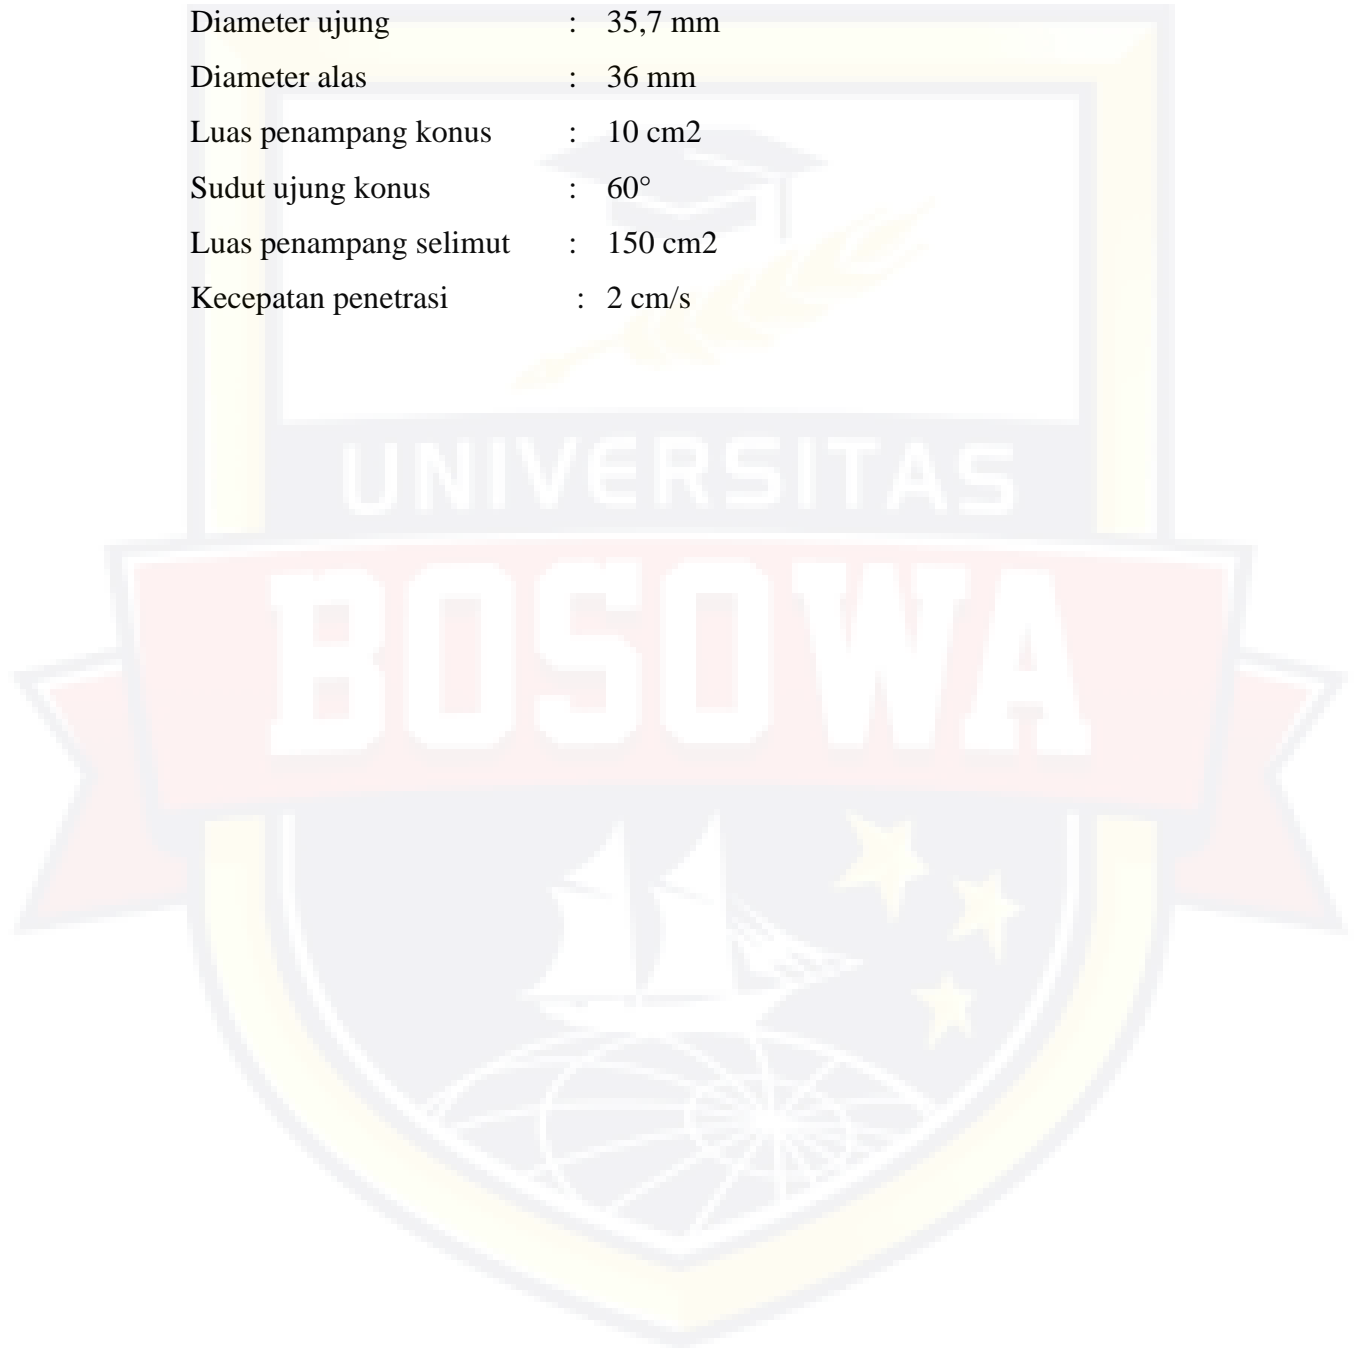 Diameter ujung : 35,7 mm
Diameter alas : 36 mm
Luas penampang konus : 10 cm2
Sudut ujung konus : 60°
Luas penampang selimut : 150 cm2
Kecepatan penetrasi : 2 cm/s
UNIVERSITAS
BOSOWA